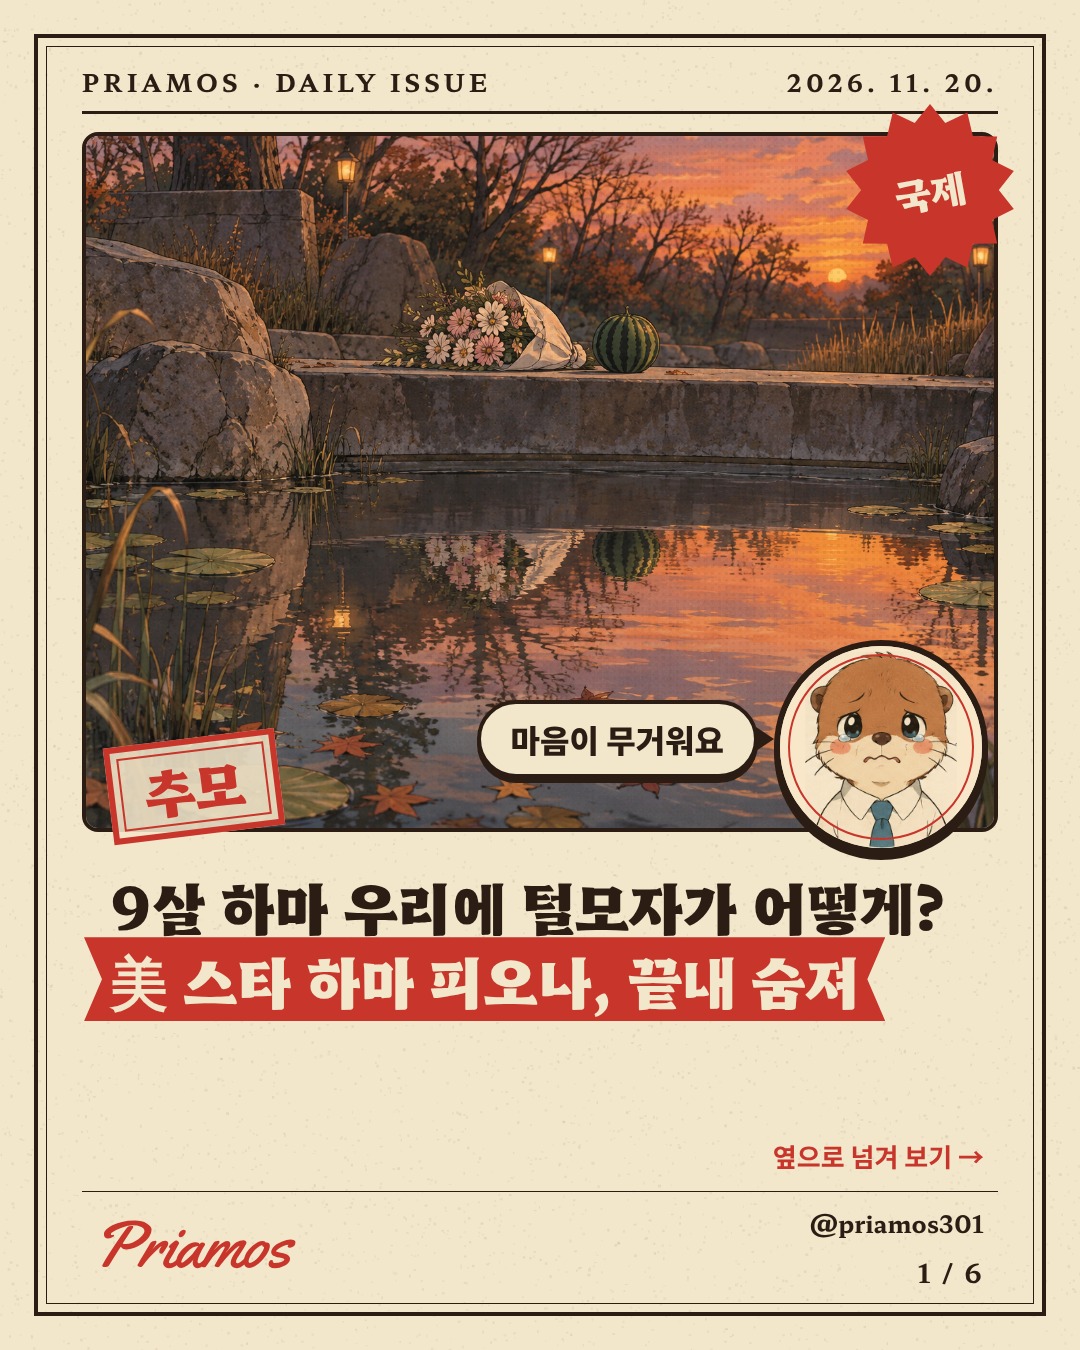 PRIAMOS · DAILY ISSUE
2026. 11. 20.
국제
마음이 무거워요
추모
9살 하마 우리에 털모자가 어떻게?
美 스타 하마 피오나, 끝내 숨져
옆으로 넘겨 보기 →
Priamos
@priamos301
1 / 6